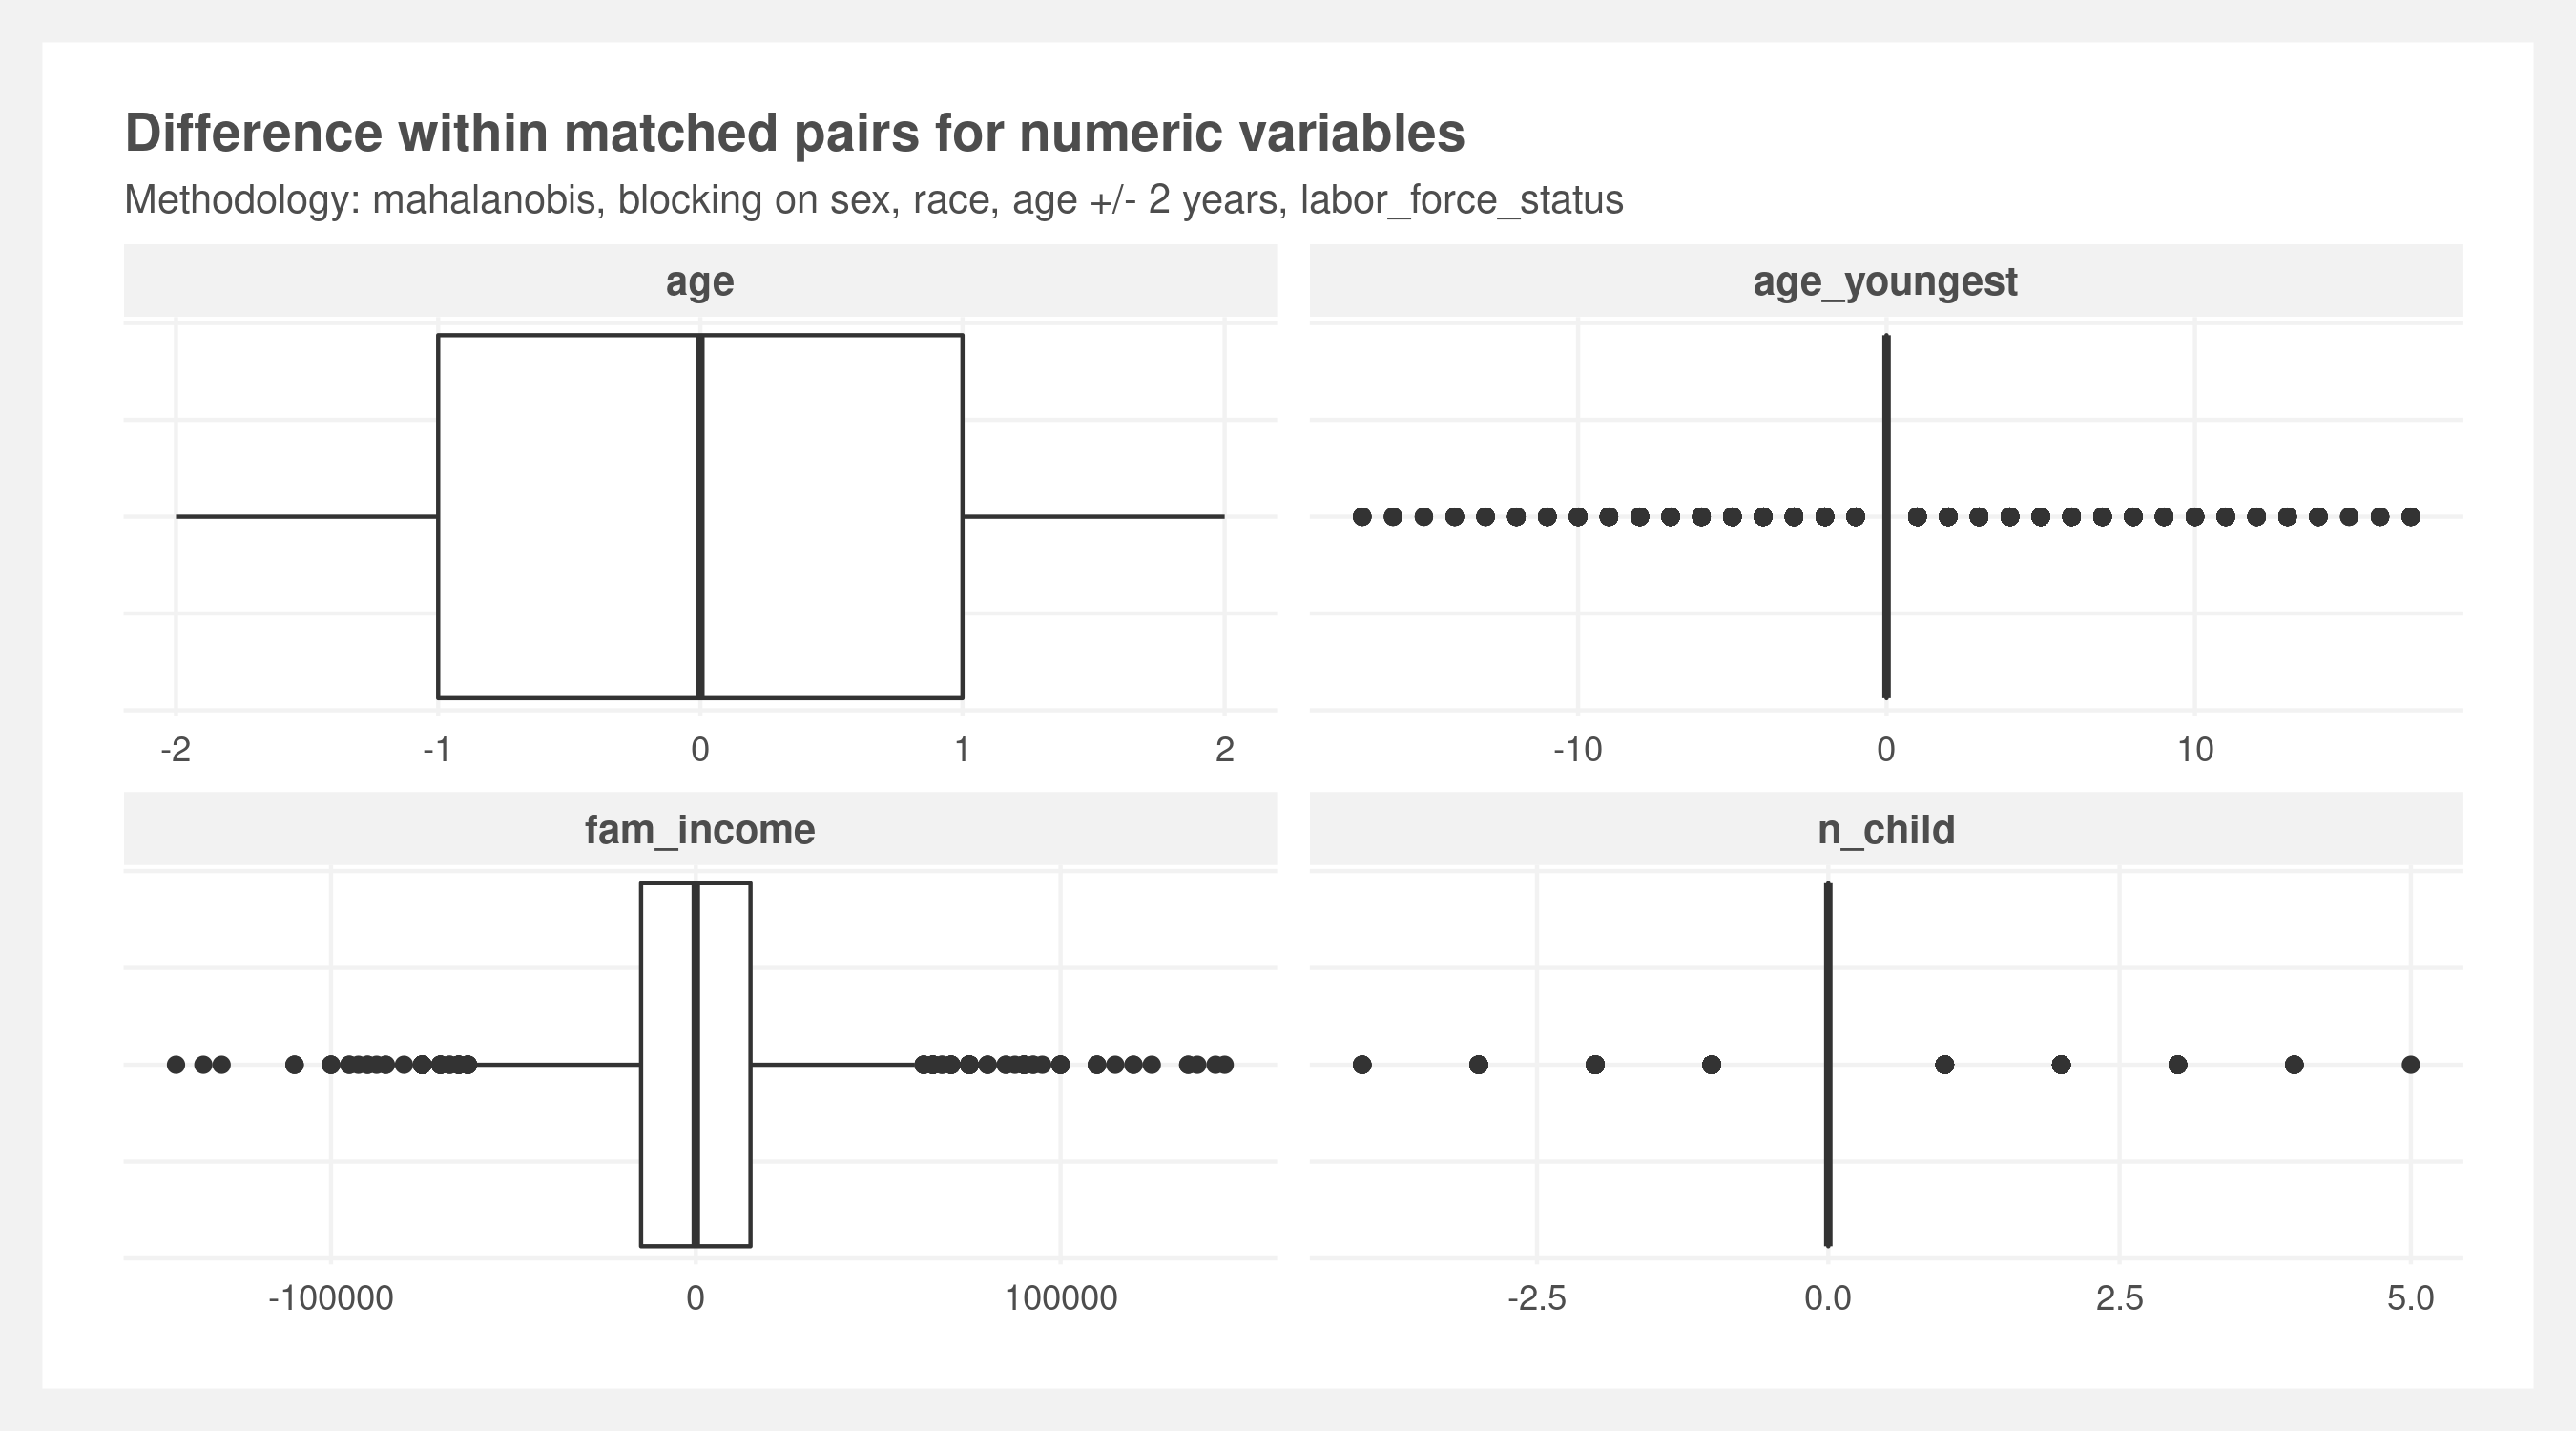 Difference within matched pairs for numeric variables
Methodology: mahalanobis, blocking on sex, race, age +/- 2 years, labor_force_status
age
age_youngest
-2 -1 0 1 2
-10 0 10
fam_income
n_child
-100000 0 100000
-2.5 0.0 2.5 5.0